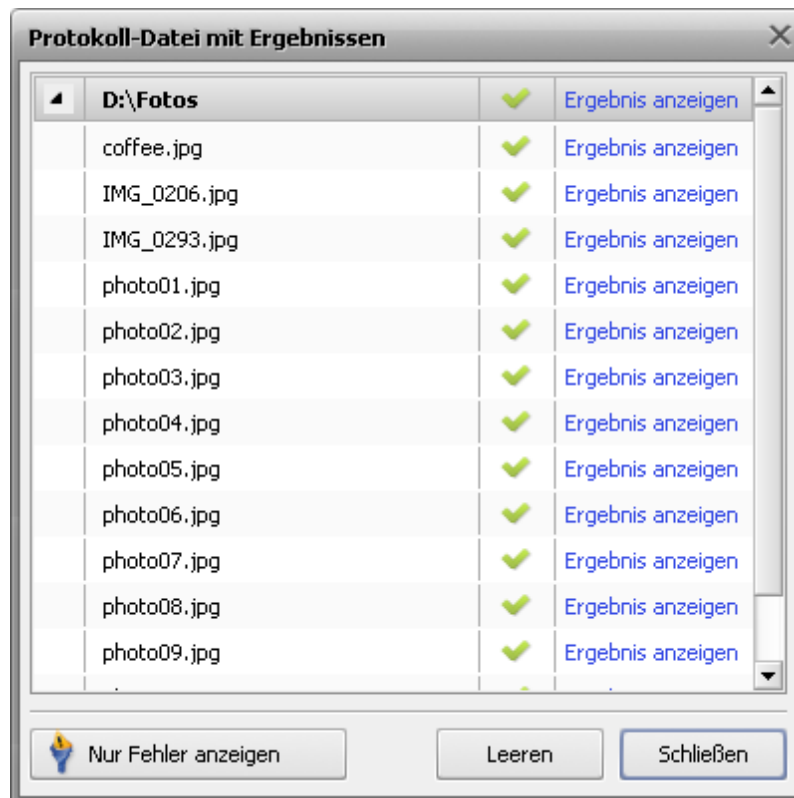 Protokoll-Datei mit Ergebnissen
D:\Fotos Ergebnis anzeigen
coffee.jpg Ergebnis anzeigen
IMG_0206.jpg Ergebnis anzeigen
IMG_0293.jpg Ergebnis anzeigen
photo01.jpg Ergebnis anzeigen
photo02.jpg Ergebnis anzeigen
photo03.jpg Ergebnis anzeigen
photo04.jpg Ergebnis anzeigen
photo05.jpg Ergebnis anzeigen
photo06.jpg Ergebnis anzeigen
photo07.jpg Ergebnis anzeigen
photo08.jpg Ergebnis anzeigen
photo09.jpg Ergebnis anzeigen
Nur Fehler anzeigen Leeren Schließen